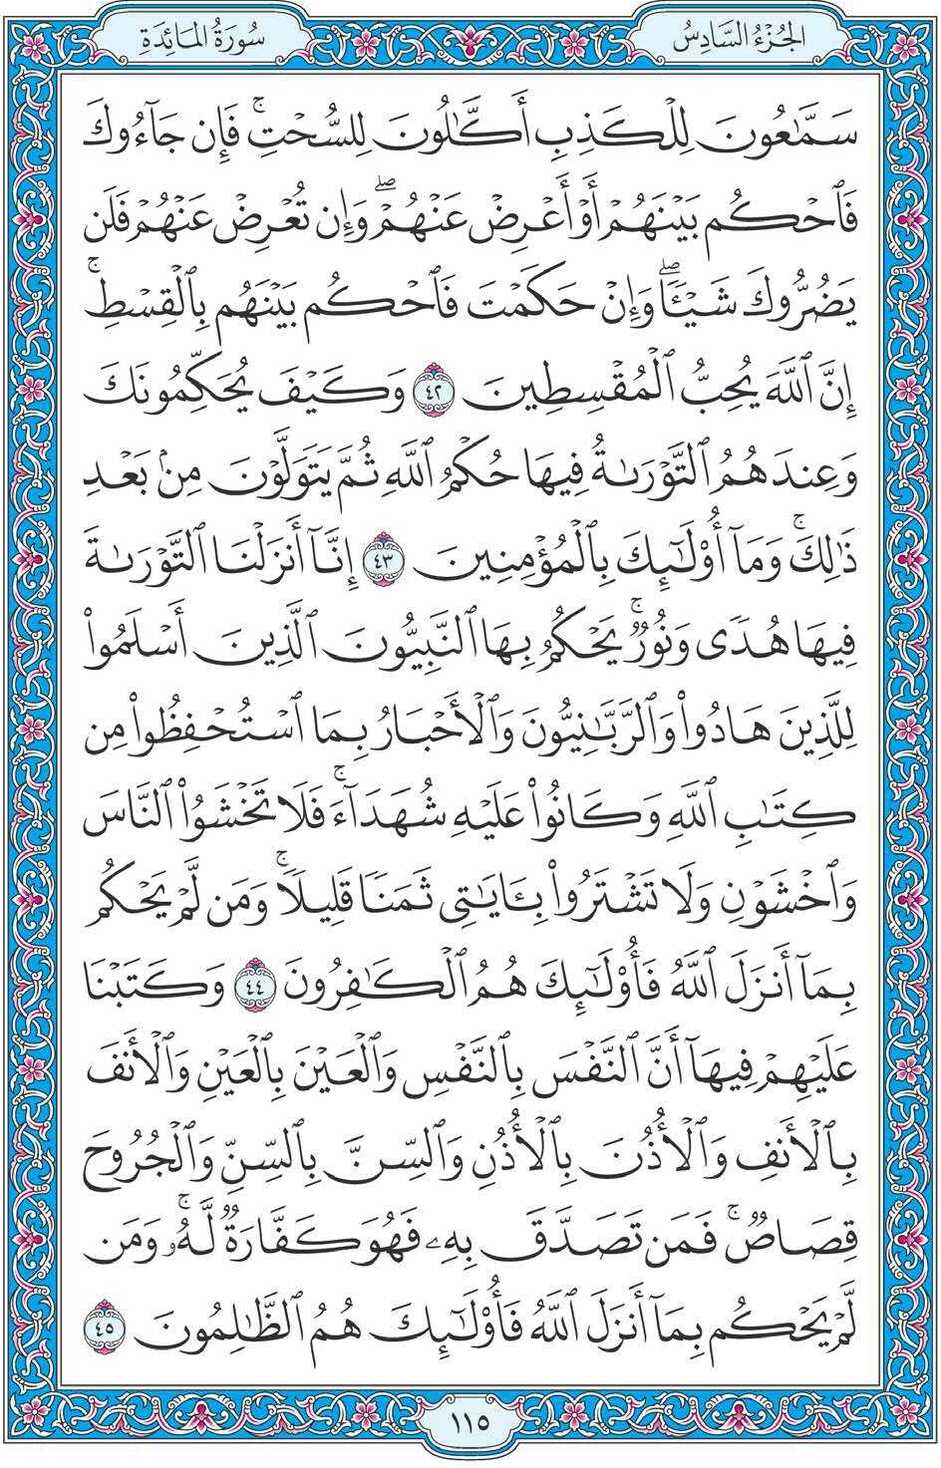 الجُزْءُ السَّادِسُ
سُورَةُ المَائِدَةِ
سَمَّٰعُونَ لِلْكَذِبِ أَكَّٰلُونَ لِلسُّحْتِۚ فَإِن جَآءُوكَ
فَٱحْكُم بَيْنَهُمْ أَوْ أَعْرِضْ عَنْهُمْۖ وَإِن تُعْرِضْ عَنْهُمْ فَلَن
يَضُرُّوكَ شَيْـًٔاۖ وَإِنْ حَكَمْتَ فَٱحْكُم بَيْنَهُم بِٱلْقِسْطِۚ
إِنَّ ٱللَّهَ يُحِبُّ ٱلْمُقْسِطِينَ ٤٢ وَكَيْفَ يُحَكِّمُونَكَ
وَعِندَهُمُ ٱلتَّوْرَىٰةُ فِيهَا حُكْمُ ٱللَّهِ ثُمَّ يَتَوَلَّوْنَ مِنۢ بَعْدِ
ذَٰلِكَۚ وَمَآ أُو۟لَٰٓئِكَ بِٱلْمُؤْمِنِينَ ٤٣ إِنَّآ أَنزَلْنَا ٱلتَّوْرَىٰةَ
فِيهَا هُدًى وَنُورٌۚ يَحْكُمُ بِهَا ٱلنَّبِيُّونَ ٱلَّذِينَ أَسْلَمُوا۟
لِلَّذِينَ هَادُوا۟ وَٱلرَّبَّٰنِيُّونَ وَٱلْأَحْبَارُ بِمَا ٱسْتُحْفِظُوا۟ مِن
كِتَٰبِ ٱللَّهِ وَكَانُوا۟ عَلَيْهِ شُهَدَآءَۚ فَلَا تَخْشَوُا۟ ٱلنَّاسَ
وَٱخْشَوْنِ وَلَا تَشْتَرُوا۟ بِـَٔايَٰتِى ثَمَنًا قَلِيلًاۚ وَمَن لَّمْ يَحْكُم
بِمَآ أَنزَلَ ٱللَّهُ فَأُو۟لَٰٓئِكَ هُمُ ٱلْكَٰفِرُونَ ٤٤ وَكَتَبْنَا
عَلَيْهِمْ فِيهَآ أَنَّ ٱلنَّفْسَ بِٱلنَّفْسِ وَٱلْعَيْنَ بِٱلْعَيْنِ وَٱلْأَنفَ
بِٱلْأَنفِ وَٱلْأُذُنَ بِٱلْأُذُنِ وَٱلسِّنَّ بِٱلسِّنِّ وَٱلْجُرُوحَ
قِصَاصٌۚ فَمَن تَصَدَّقَ بِهِۦ فَهُوَ كَفَّارَةٌ لَّهُۥۚ وَمَن
لَّمْ يَحْكُم بِمَآ أَنزَلَ ٱللَّهُ فَأُو۟لَٰٓئِكَ هُمُ ٱلظَّٰلِمُونَ ٤٥
١١٥